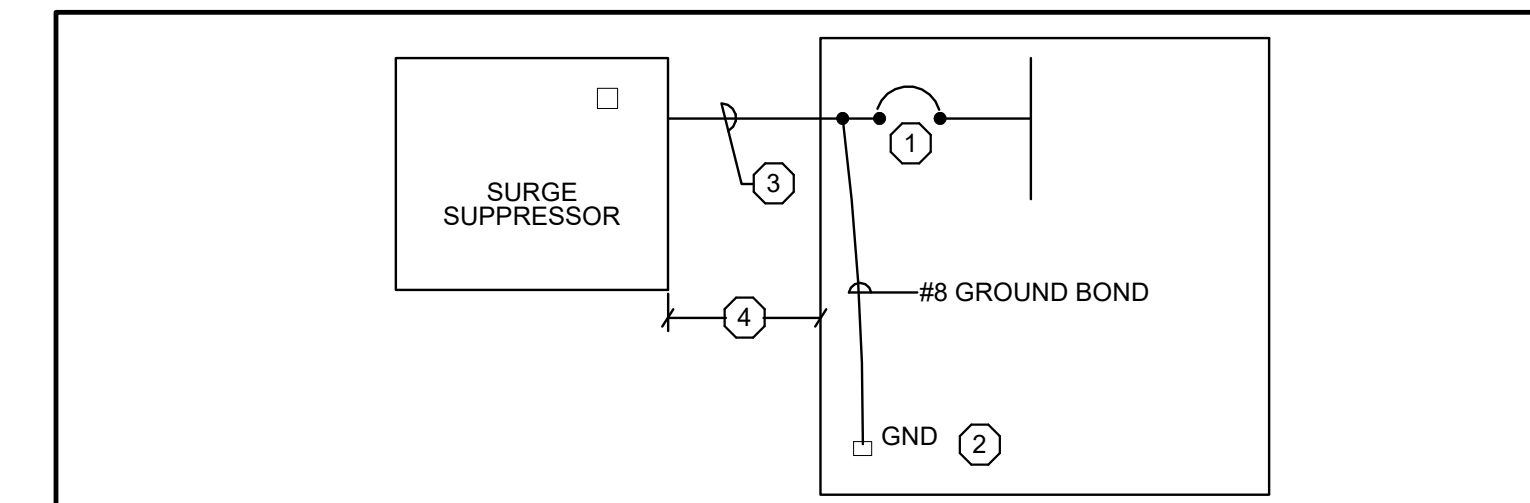 1
3
SURGE
SUPPRESSOR
#8 GROUND BOND
4
GND 2